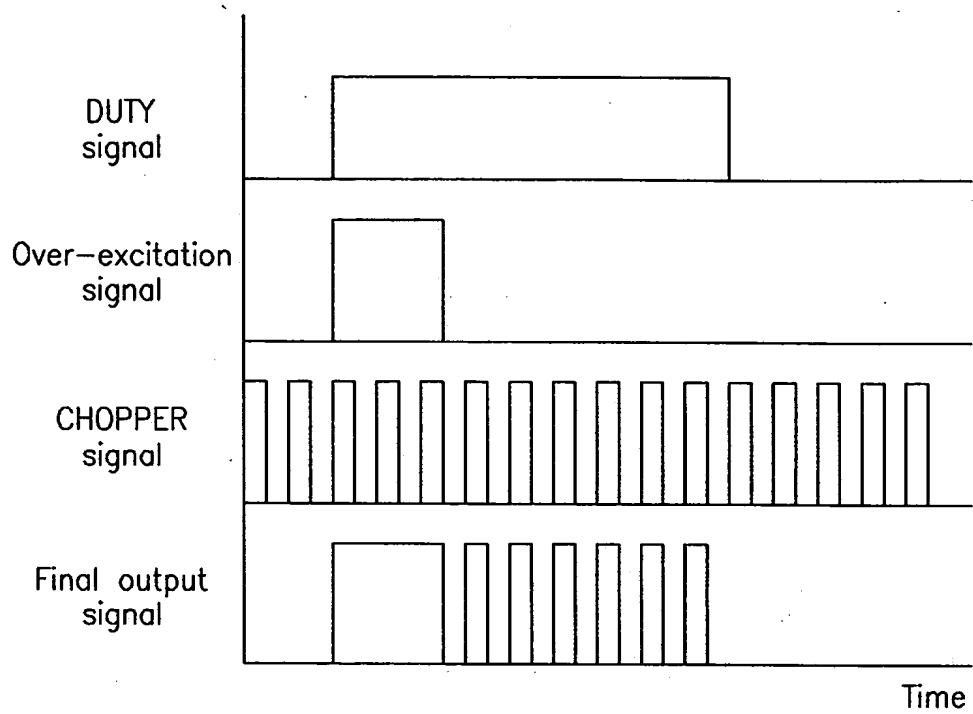 DUTY
signal
Over-excitation
signal
CHOPPER
signal
Final output
signal
Time